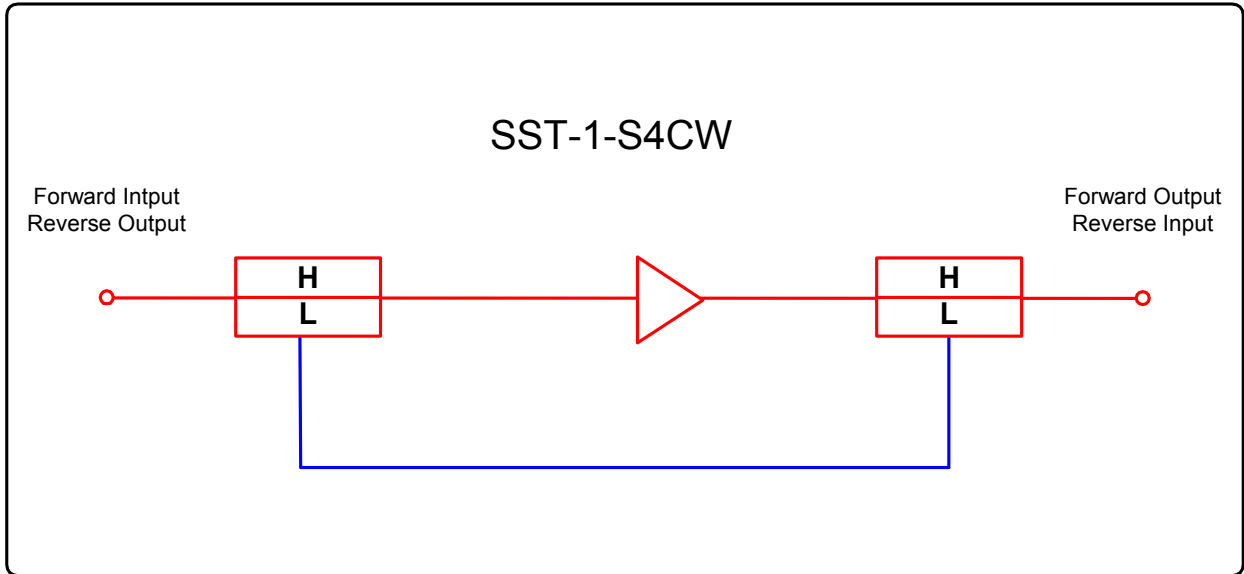 SST-1-S4CW
Forward Intput
Reverse Output
Forward Output
Reverse Input
H
L
H
L